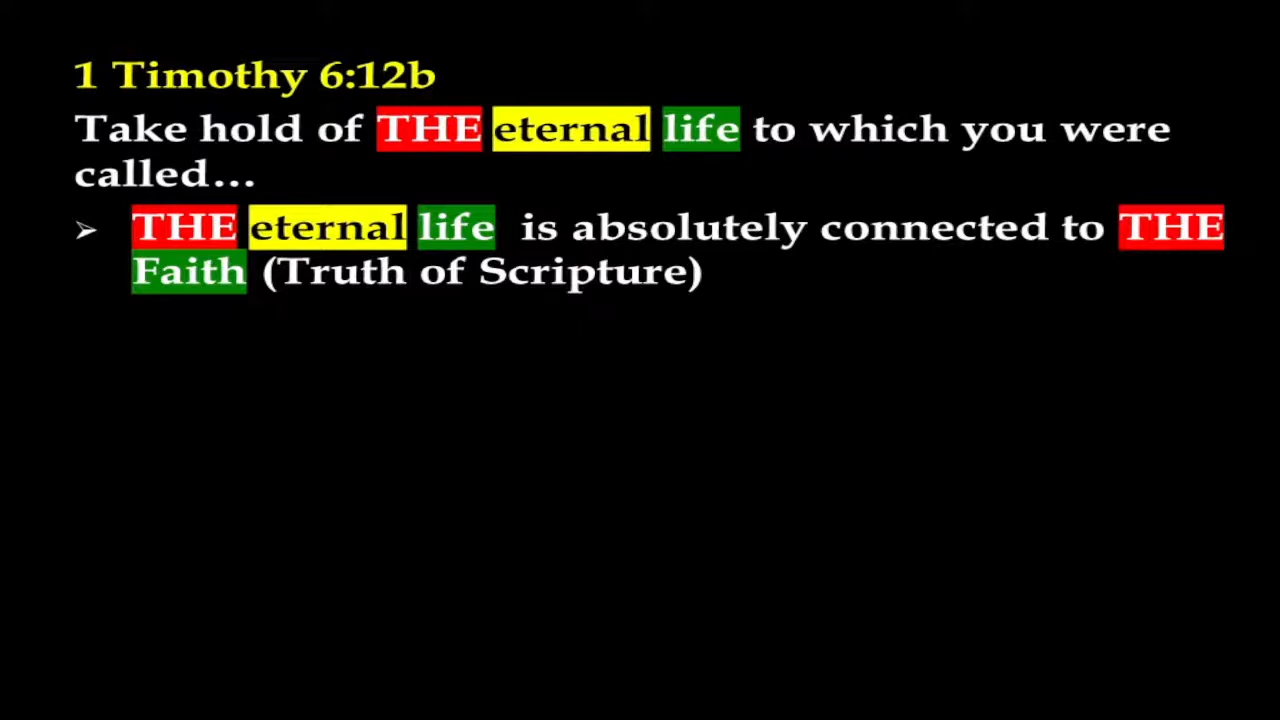 1 Timothy 6:12b
Take hold of THE eternal life to which you were
called...
➢ THE eternal life is absolutely connected to THE
Faith (Truth of Scripture)